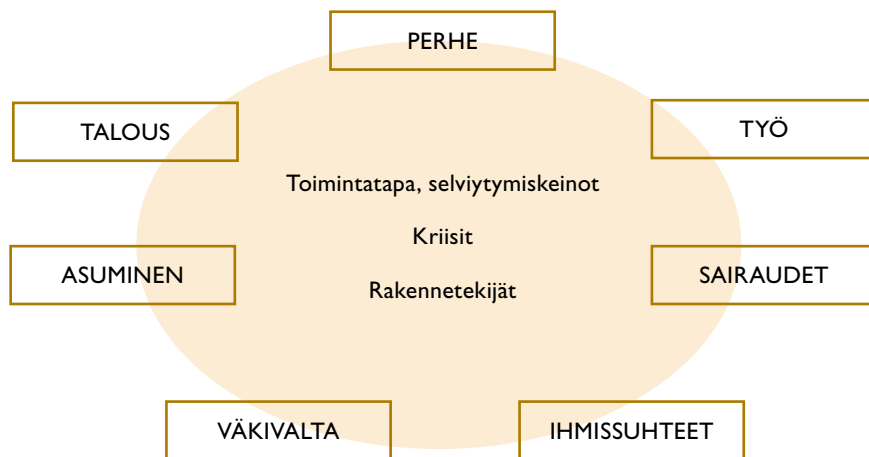 PERHE
TALOUS
TYÖ
Toimintatapa, selviytymiskeinot
Kriisit
ASUMINEN
SAIRAUDET
Rakennetekijät
VÄKIVALTA
IHMISSUHTEET